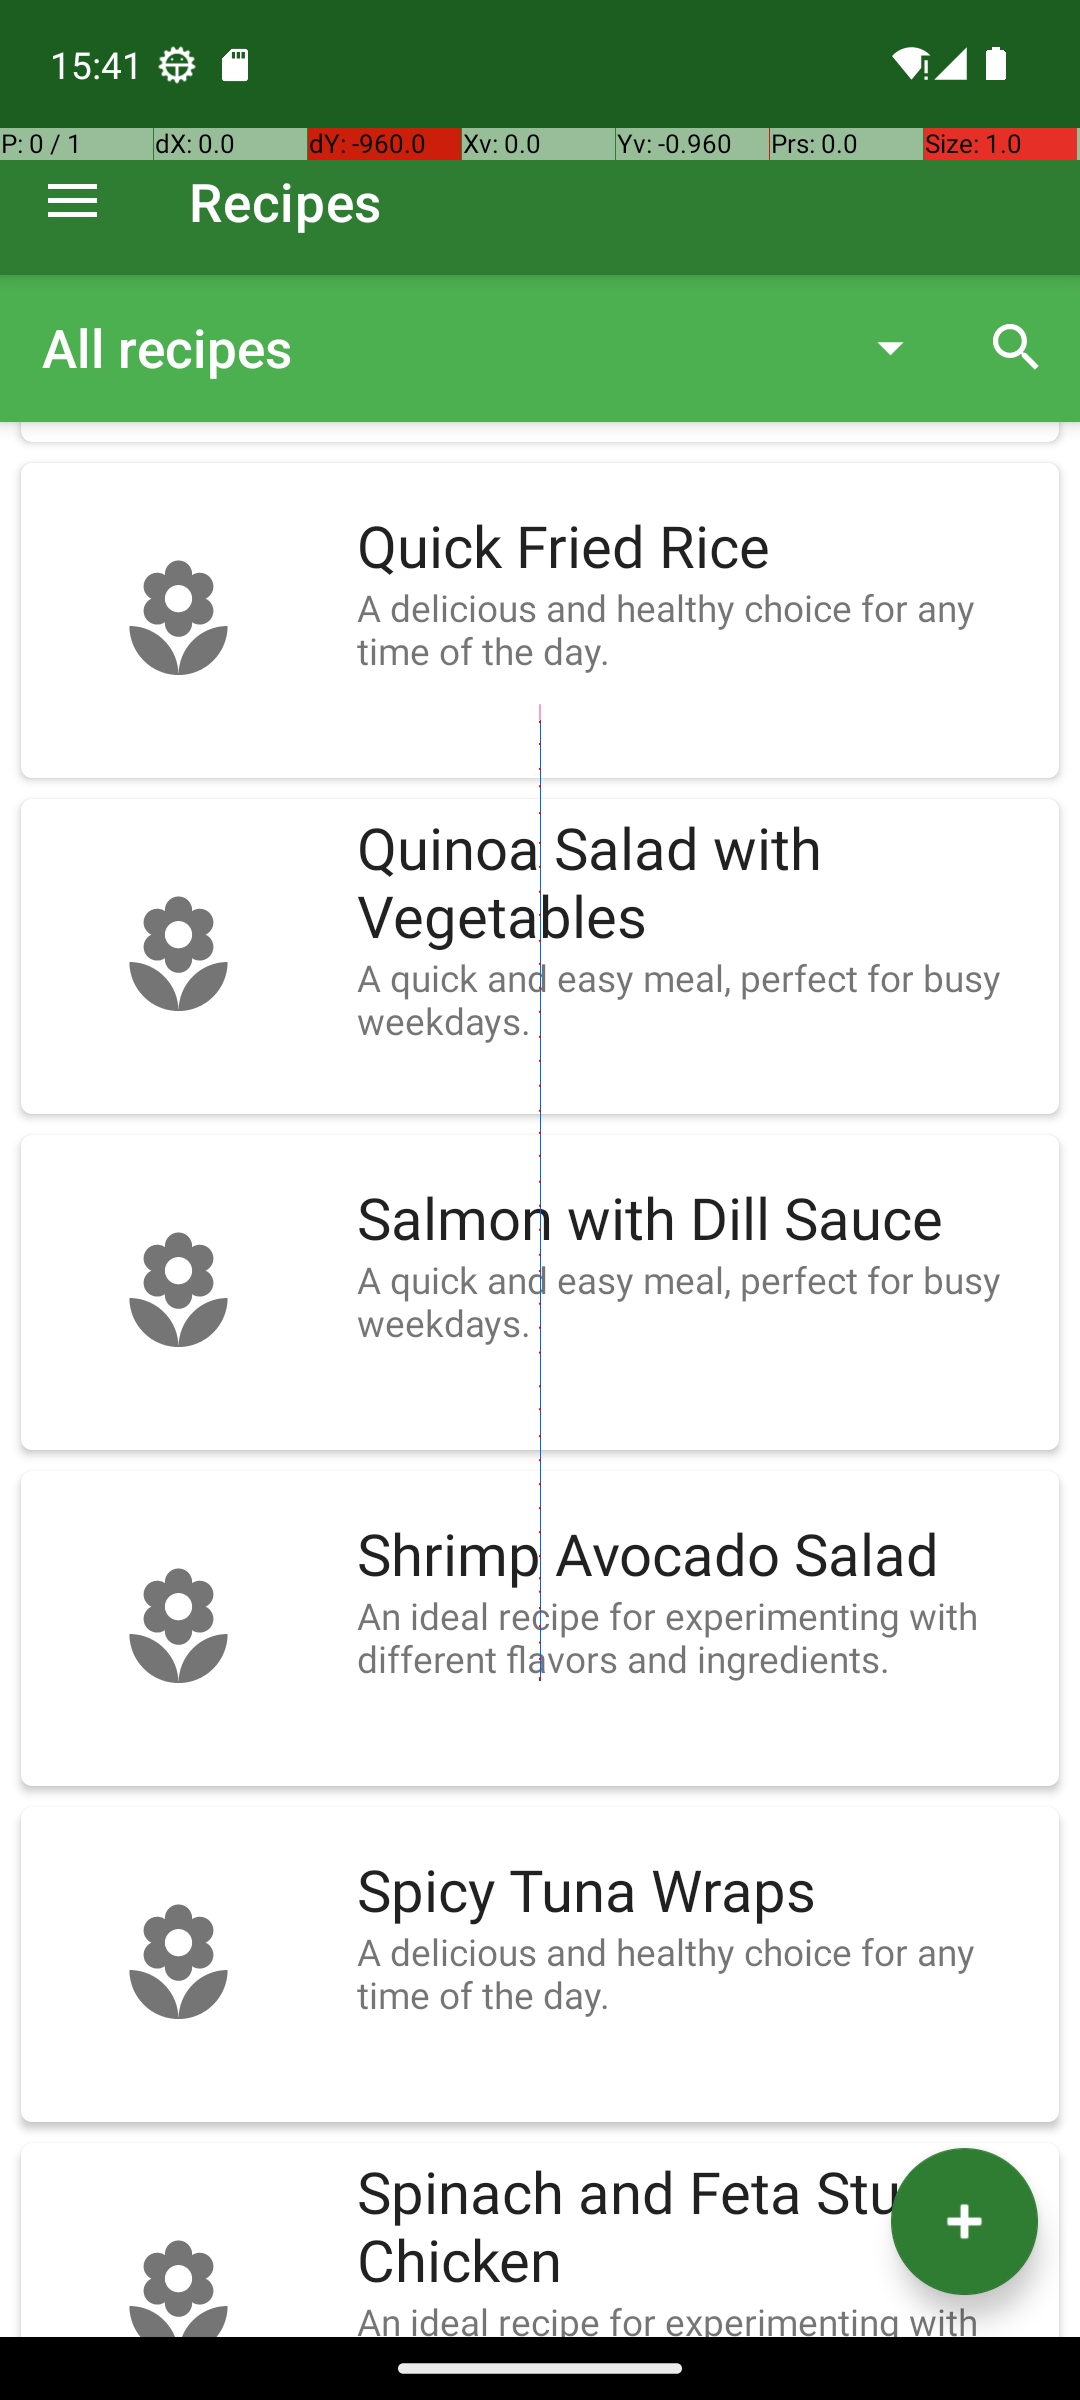 15:41
P: 0 / 1 dX: 0.0 dY: -960.0 Xv: 0.0 Yv: -0.960 Prs: 0.0 Size: 1.0
Recipes
All recipes
Quick Fried Rice
A delicious and healthy choice for any
time of the day.
Quinoa Salad with
Vegetables
A quick and easy meal, perfect for busy
weekdays.
Salmon with Dill Sauce
A quick and easy meal, perfect for busy
weekdays.
Shrimp Avocado Salad
An ideal recipe for experimenting with
different flavors and ingredients.
Spicy Tuna Wraps
A delicious and healthy choice for any
time of the day.
Spinach and Feta Stu
Chicken
An ideal recipe for experimenting with